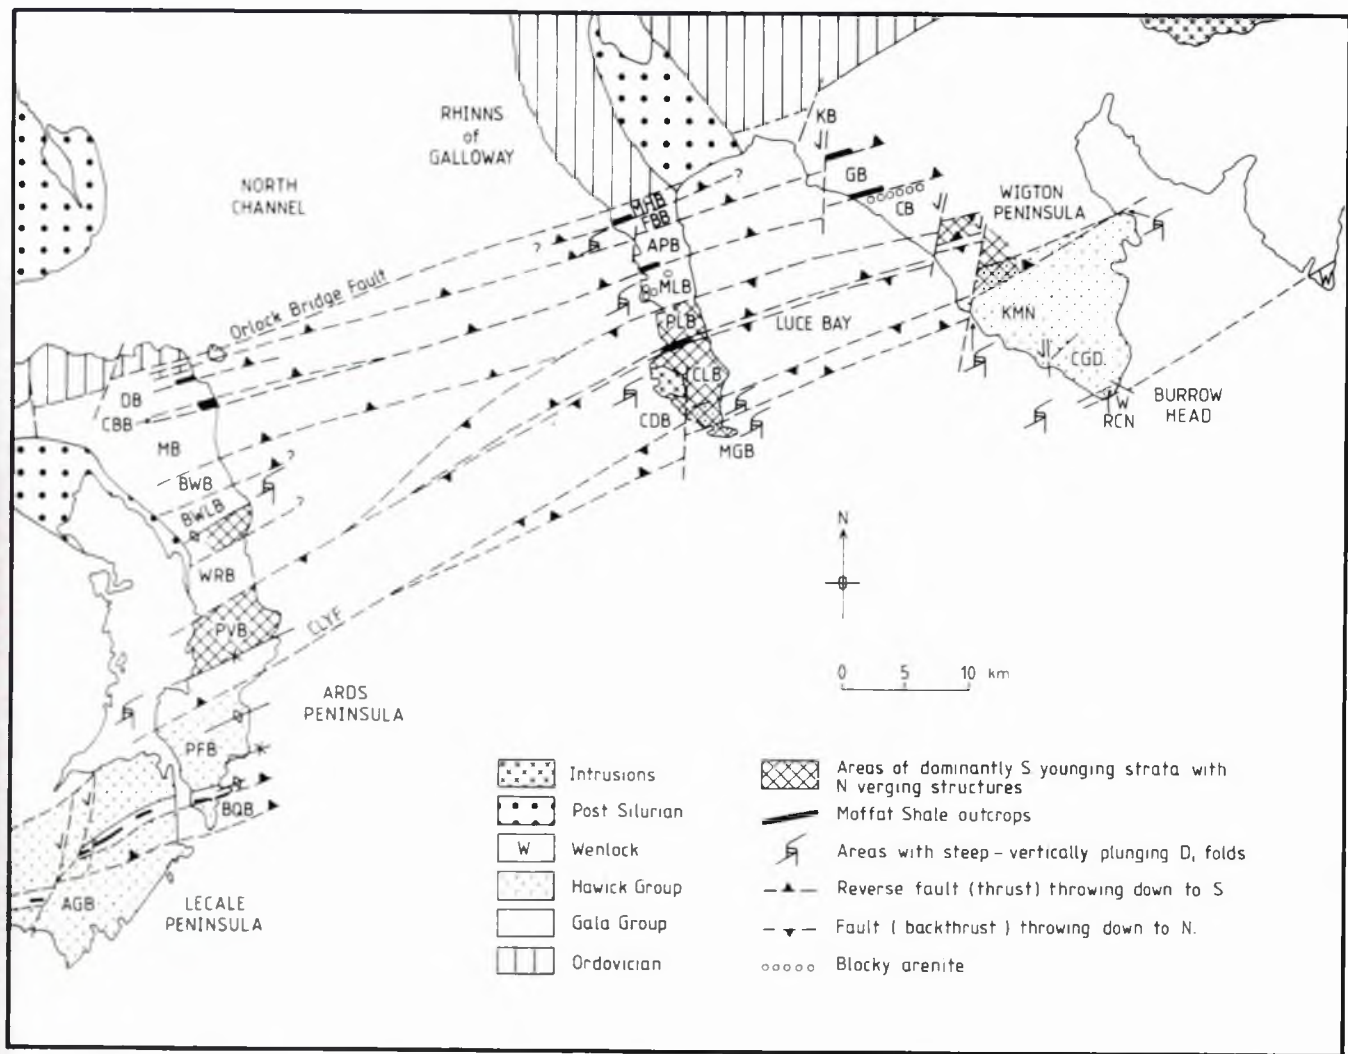 KB
RHINNS
of
GALLOWAY
NORTH
CHANNEL
GB
CB
WIGTON
PENINSULA
MHB
FBB
?
?
APB
Orlock Bridge Fault
MLB
PLB
LUCE BAY
W
KMN
CGD
CLB
CDB
MGB
W
RCN
BURROW
HEAD
DB
CBB
MB
BWB
?
BWLB
?
WRB
PVB
CLYF
N
0 5 10 km
ARDS
PENINSULA
PFB
BQB
AGB
LECALE
PENINSULA
Intrusions
Post Silurian
W Wenlock
Hawick Group
Gala Group
Ordovician
Areas of dominantly S younging strata with
N verging structures
Moffat Shale outcrops
Areas with steep - vertically plunging D, folds
Reverse fault (thrust) throwing down to S
Fault ( backthrust ) throwing down to N.
Blocky arenite